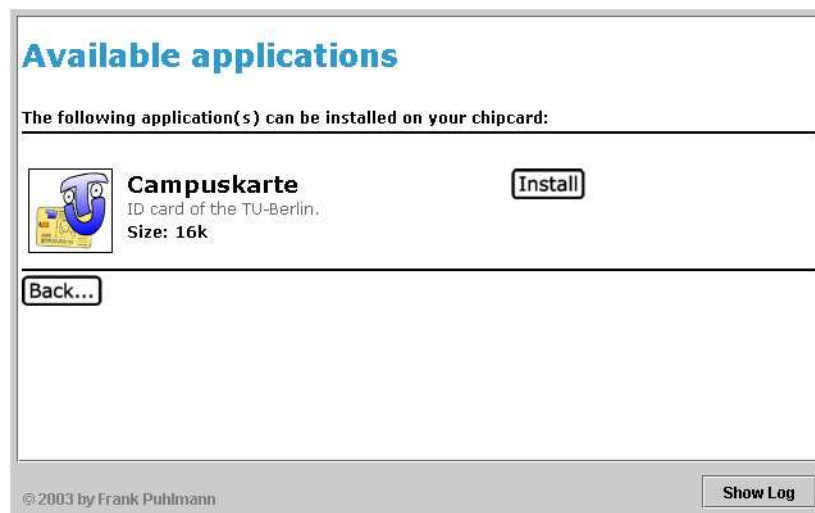 Available applications
The following application(s) can be installed on your chipcard:
Campuskarte
Install
ID card of the TU-Berlin.
Size: 16k
Back...
© 2003 by Frank Puhlmann
Show Log